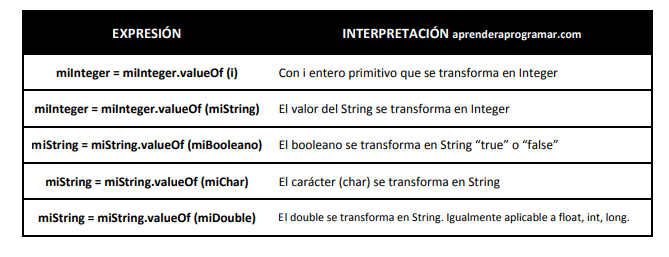 EXPRESIÓN INTERPRETACIÓN aprenderaprogramar.com
miInteger = miInteger.valueOf (i) Con i entero primitivo que se transforma en Integer
miInteger = miInteger.valueOf (miString) El valor del String se transforma en Integer
miString = miString.valueOf (miBooleano) El booleano se transforma en String “true” o “false”
miString = miString.valueOf (miChar) El carácter (char) se transforma en String
miString = miString.valueOf (miDouble) El double se transforma en String. Igualmente aplicable a float, int, long.